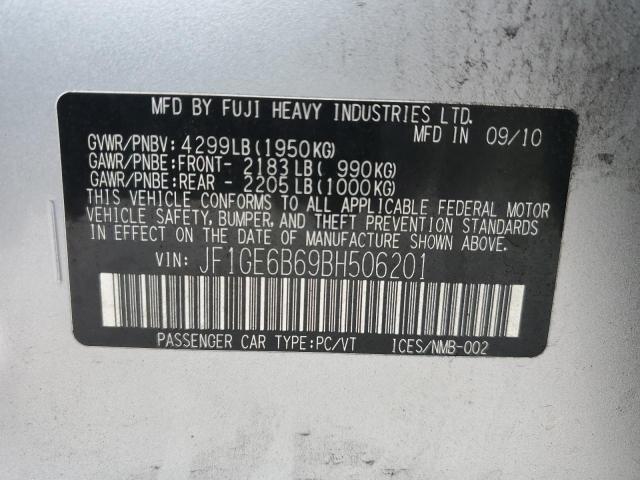 MFD BY FUJI HEAVY INDUSTRIES LTD.
MFD IN 09/10
GVWR/PNBV: 4299LB(1950KG)
GAWR/PNBE:FRONT- 2183LB( 990KG)
GAWR/PNBE:REAR - 2205LB(1000KG)
THIS VEHICLE CONFORMS TO ALL APPLICABLE FEDERAL MOTOR
VEHICLE SAFETY, BUMPER, AND THEFT PREVENTION STANDARDS
IN EFFECT ON THE DATE OF MANUFACTURE SHOWN ABOVE.
VIN: JF1GE6B69BH506201
PASSENGER CAR TYPE:PC/VT ICES/NMB-002